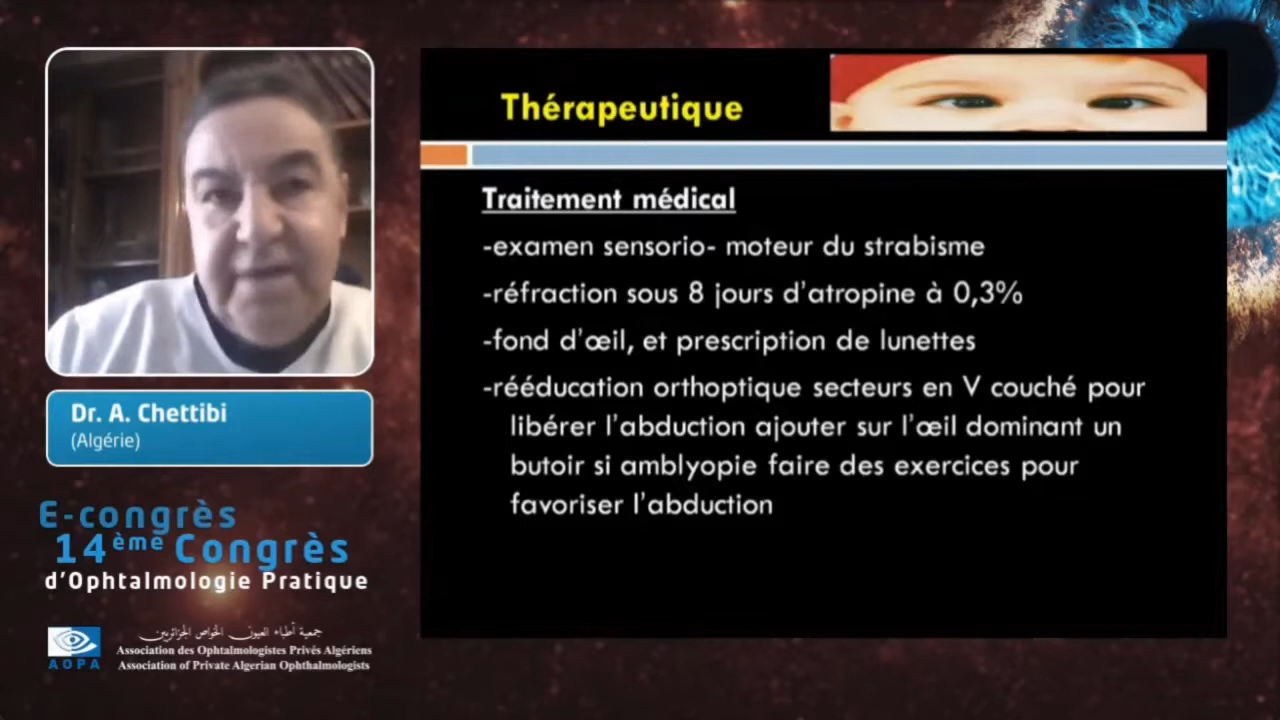 Thérapeutique
Traitement médical
-examen sensorio- moteur du strabisme
-réfraction sous 8 jours d'atropine à 0,3%
-fond d'œil, et prescription de lunettes
-rééducation orthoptique secteurs en V couché pour
libérer l'abduction ajouter sur l'œil dominant un
butoir si amblyopie faire des exercices pour
favoriser l'abduction
Dr. A. Chettibi
(Algérie)
E-congrès
14ème Congrès
d'Ophtalmologie Pratique
جمعية أطباء العيون الخواص الجزائريين
Association des Ophtalmologistes Privés Algériens
Association of Private Algerian Ophthalmologists
AOPA